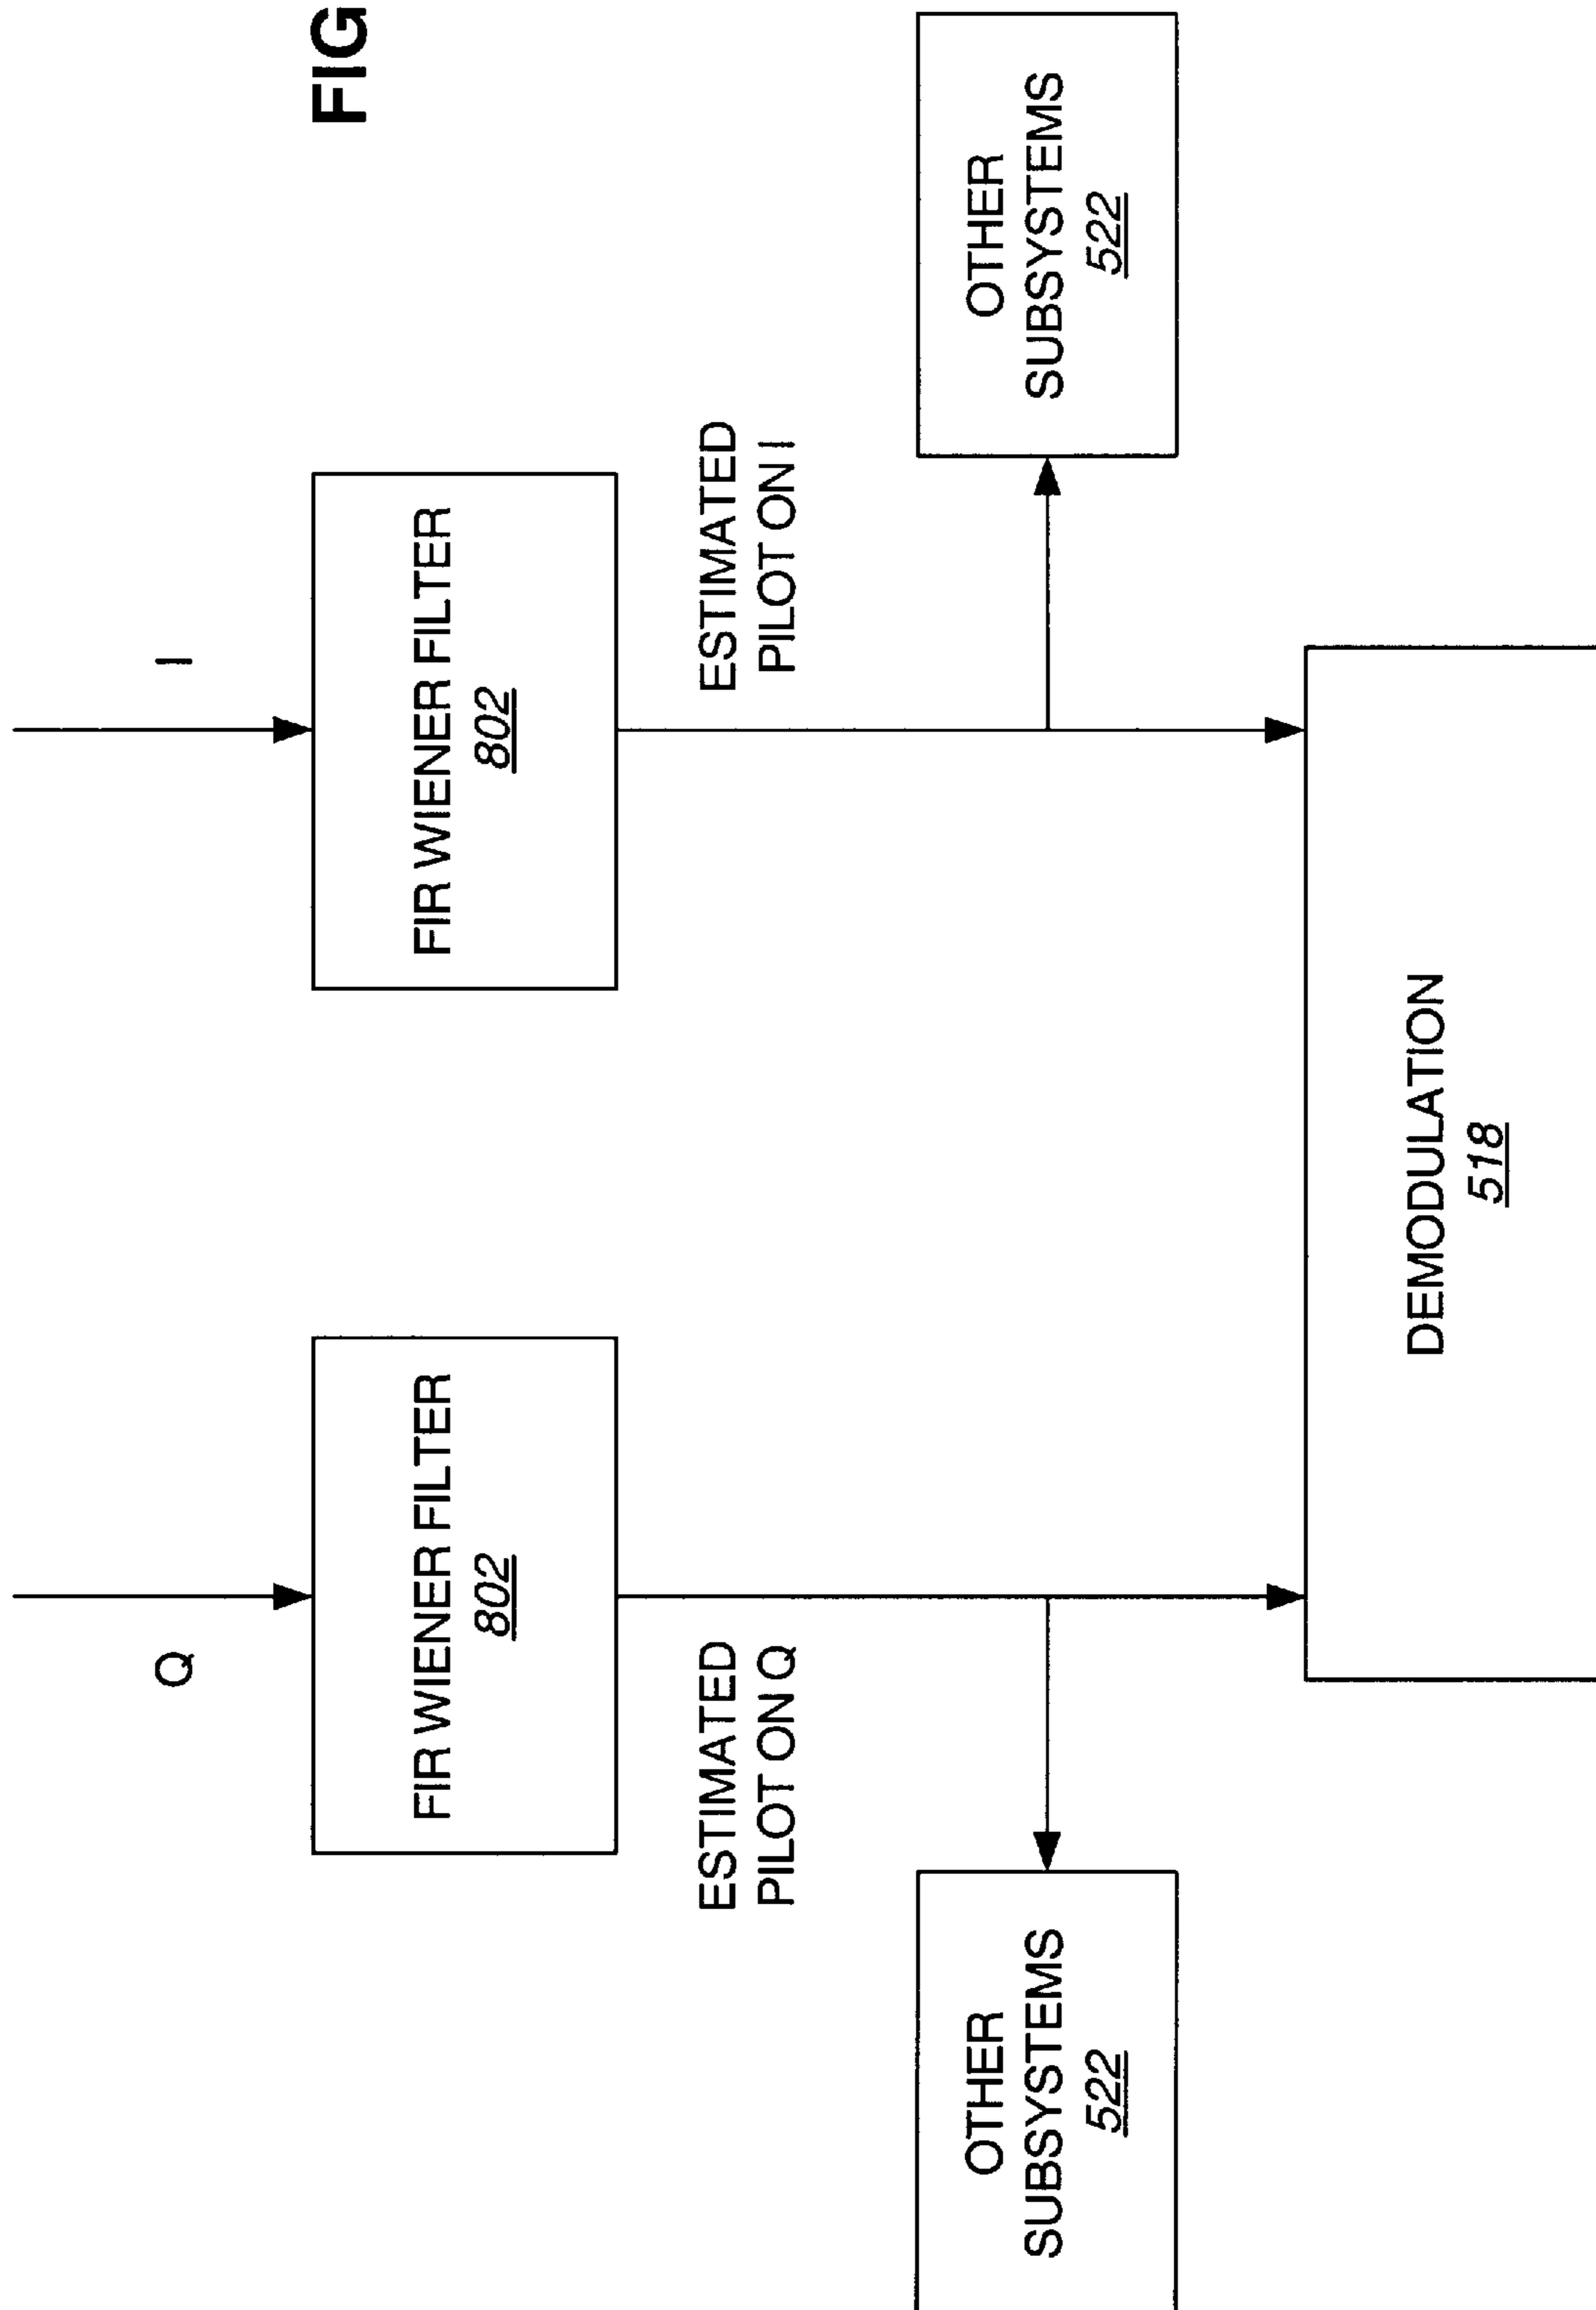 Q
I
FIR WIENER FILTER
802
FIR WIENER FILTER
802
FIG
ESTIMATED
PILOT ON Q
ESTIMATED
PILOT ON I
OTHER
SUBSYSTEMS
522
OTHER
SUBSYSTEMS
522
DEMODULATION
518